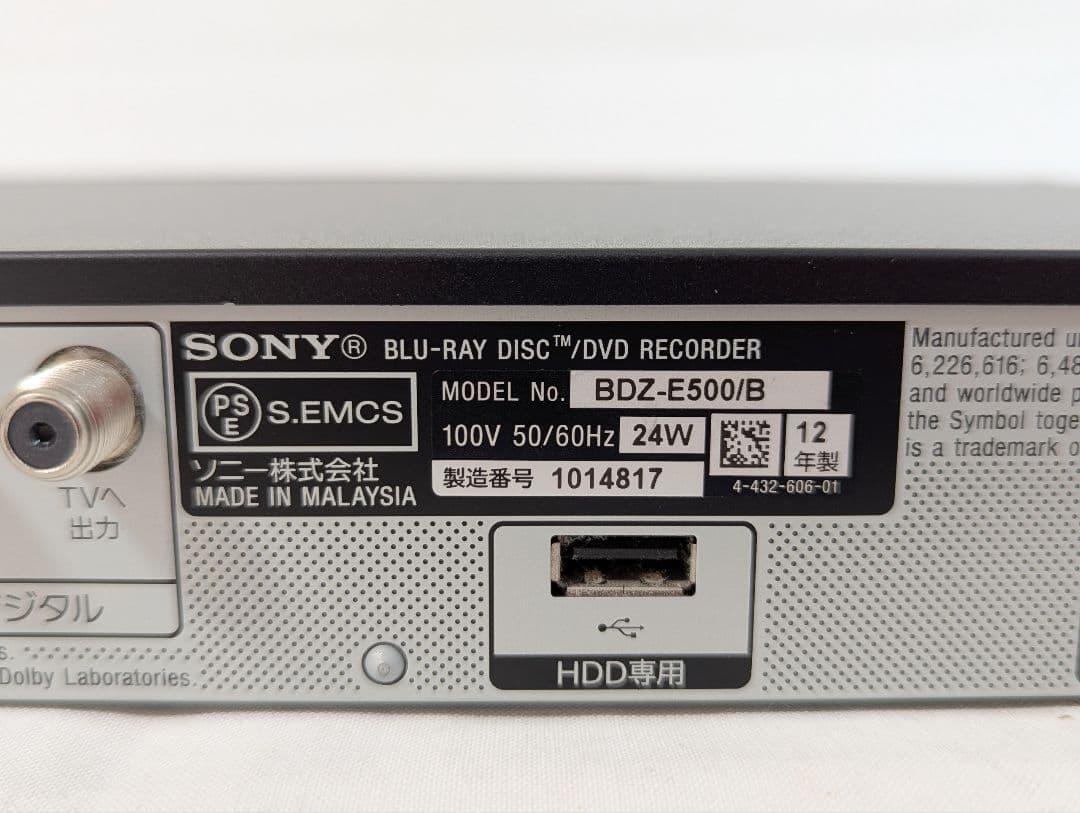 SONY® BLU-RAY DISC™/DVD RECORDER
PS
E
S.EMCS
MODEL No. BDZ-E500/B
100V 50/60Hz 24W
12
年製
ソニー株式会社
MADE IN MALAYSIA
製造番号 1014817
4-432-606-01
Manufactured
6,226,616;
and worldwide
the Symbol
is a trademark
TVへ
出力
ジタル
Dolby Laboratories.
HDD専用